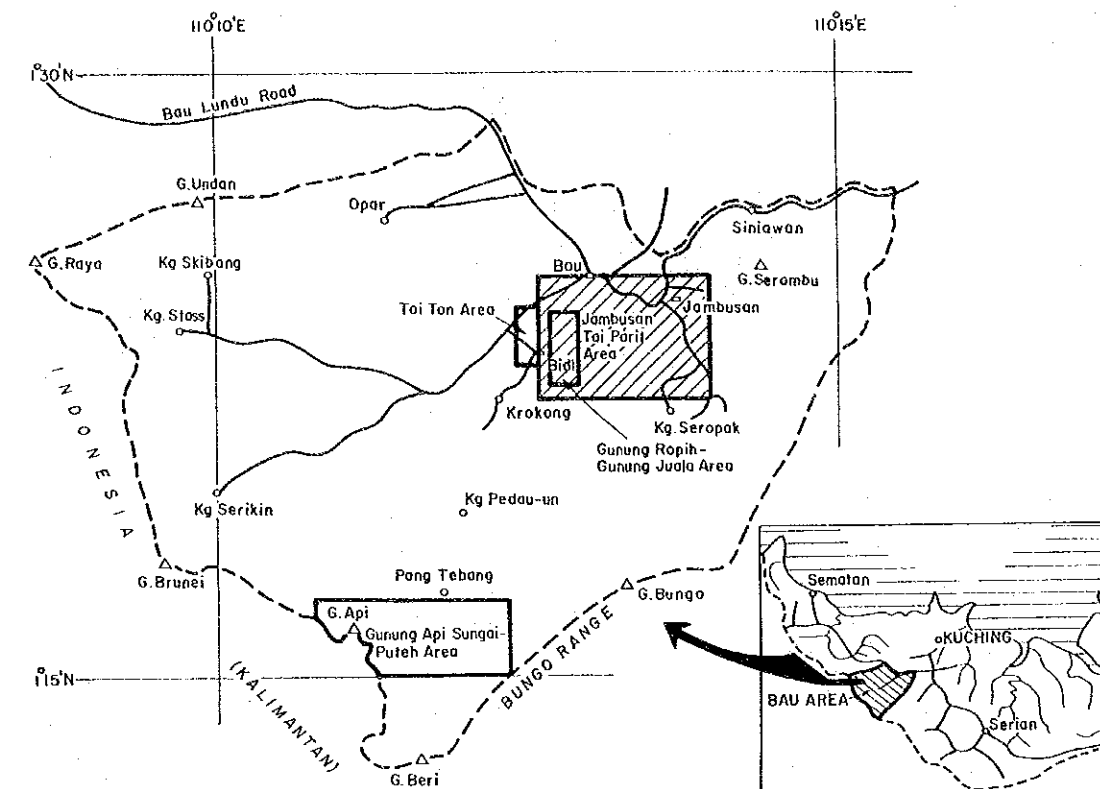 110°10'E
110°15'E
1°30'N
Bau Lundu Road
G.Undan
Opar
Siniawan
G.Raya
Kg Skibang
Bau
G.Serambu
Kg. Stass
Tai Ton Area
Jambusan
Jambusan
Tai Parit
Area
Bidi
INDONESIA
Krokong
Kg. Seropak
Gunung Ropih-
Gunung Juala Area
Kg Serikin
Kg Pedau-un
G.Brunei
Pang Tebang
G.Bungo
G.Api
Gunung Api Sungai-
Puteh Area
BUNGO RANGE
1°15'N
(KALIMANTAN)
G.Beri
Sematan
KUCHING
BAU AREA
Serian